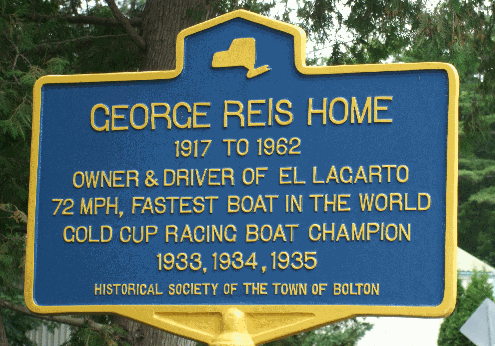 GEORGE REIS HOME
1917 TO 1962
OWNER & DRIVER OF EL LAGARTO
72 MPH, FASTEST BOAT IN THE WORLD
GOLD CUP RACING BOAT CHAMPION
1933, 1934, 1935
HISTORICAL SOCIETY OF THE TOWN OF BOLTON